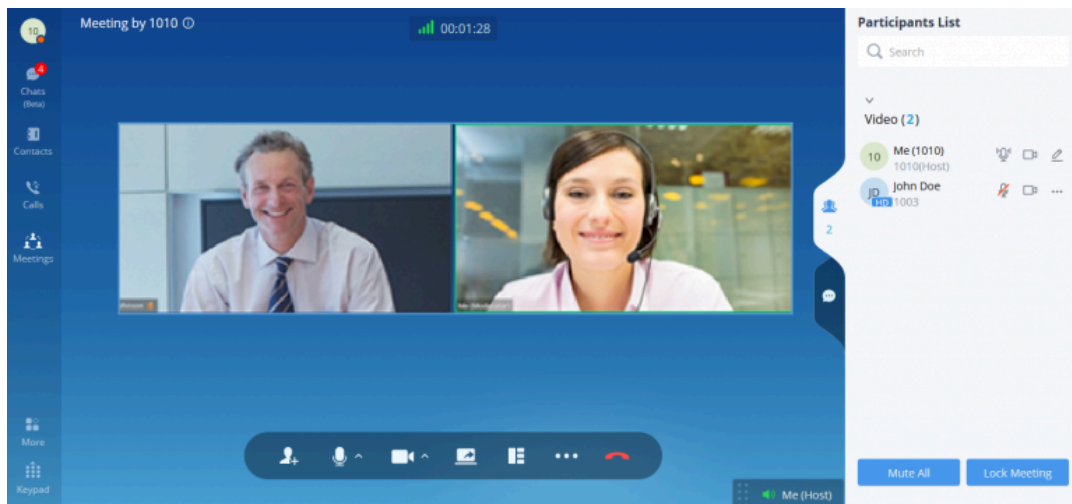 10
Meeting by 1010
00:01:28
4
Chats
(Beta)
Contacts
Calls
Meetings
More
Keypad
2
Me (Host)
Participants List
Search
Video (2)
10
Me (1010)
1010(Host)
JD
HD
John Doe
1003
Mute All
Lock Meeting